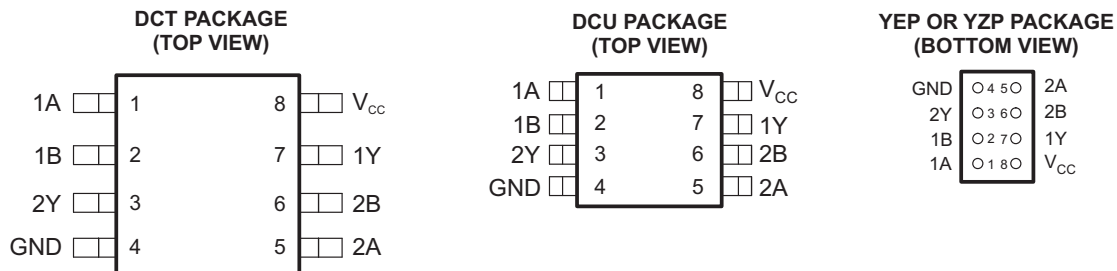 DCT PACKAGE
(TOP VIEW)
1A 1 8 VCC
1B 2 7 1Y
2Y 3 6 2B
GND 4 5 2A
DCU PACKAGE
(TOP VIEW)
1A 1 8 VCC
1B 2 7 1Y
2Y 3 6 2B
GND 4 5 2A
YEP OR YZP PACKAGE
(BOTTOM VIEW)
GND 4 5 2A
2Y 3 6 2B
1B 2 7 1Y
1A 1 8 VCC